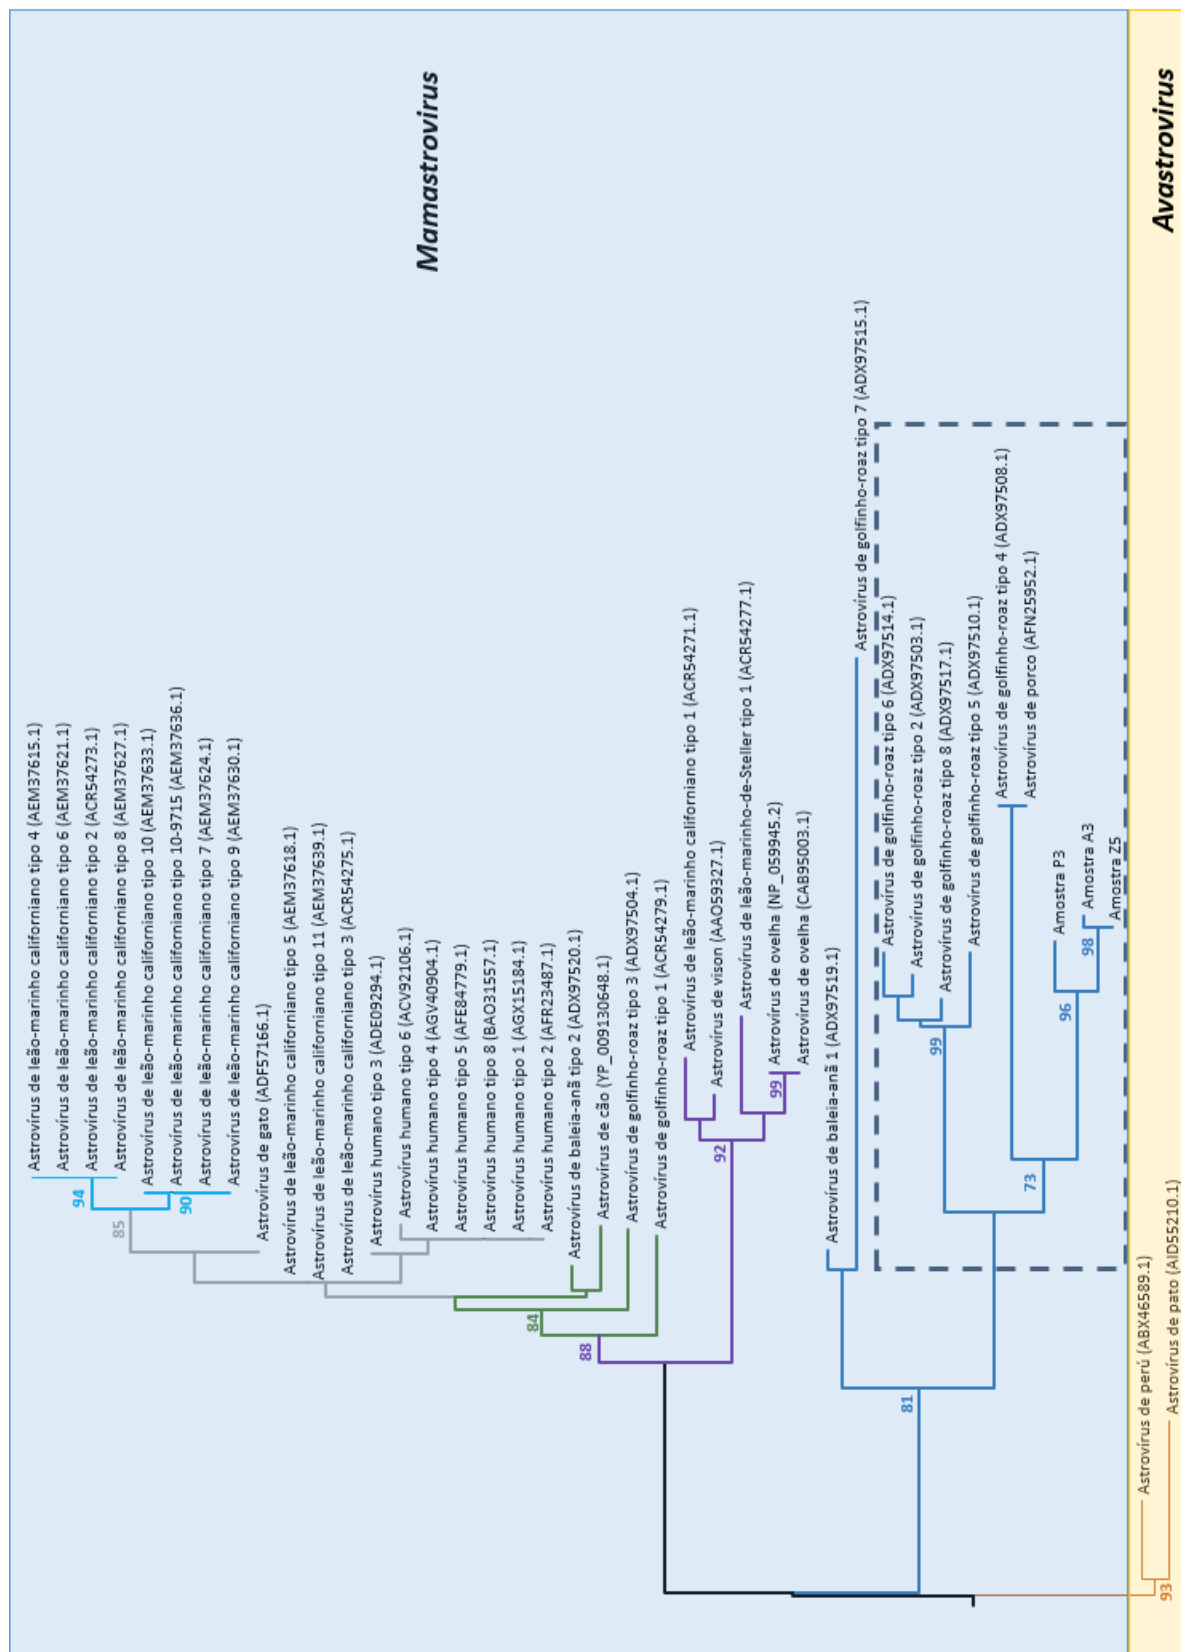 Astrovírus de leão-marinho californiano tipo 4 (AEM37615.1)
Astrovírus de leão-marinho californiano tipo 6 (AEM37621.1)
Astrovírus de leão-marinho californiano tipo 2 (ACR54273.1)
Astrovírus de leão-marinho californiano tipo 8 (AEM37627.1)
94
Astrovírus de leão-marinho californiano tipo 10 (AEM37633.1)
Astrovírus de leão-marinho californiano tipo 10-9715 (AEM37636.1)
90
Astrovírus de leão-marinho californiano tipo 7 (AEM37624.1)
Astrovírus de leão-marinho californiano tipo 9 (AEM37630.1)
85
Astrovírus de gato (ADF57166.1)
Astrovírus de leão-marinho californiano tipo 5 (AEM37618.1)
Astrovírus de leão-marinho californiano tipo 11 (AEM37639.1)
Astrovírus de leão-marinho californiano tipo 3 (ACR54275.1)
Astrovírus humano tipo 3 (ADE09294.1)
Astrovírus humano tipo 6 (ACV92106.1)
Astrovírus humano tipo 4 (AGV40904.1)
Astrovírus humano tipo 5 (AFE84779.1)
Astrovírus humano tipo 8 (BAO31557.1)
Astrovírus humano tipo 1 (AGX15184.1)
Astrovírus humano tipo 2 (AFR23487.1)
Mamastrovirus
Astrovírus de baleia-anã tipo 2 (ADX97520.1)
Astrovírus de cão (YP_009130648.1)
84
Astrovírus de golfinho-roaz tipo 3 (ADX97504.1)
88
Astrovírus de golfinho-roaz tipo 1 (ACR54279.1)
Astrovírus de leão-marinho californiano tipo 1 (ACR54271.1)
Astrovírus de vison (AAO59327.1)
92
Astrovírus de leão-marinho-de-Steller tipo 1 (ACR54277.1)
Astrovírus de ovelha (NP_059945.2)
99
Astrovírus de ovelha (CAB95003.1)
Astrovírus de baleia-anã 1 (ADX97519.1)
Astrovírus de golfinho-roaz tipo 7 (ADX97515.1)
81
Astrovírus de golfinho-roaz tipo 6 (ADX97514.1)
Astrovírus de golfinho-roaz tipo 2 (ADX97503.1)
Astrovírus de golfinho-roaz tipo 8 (ADX97517.1)
99
Astrovírus de golfinho-roaz tipo 5 (ADX97510.1)
Astrovírus de golfinho-roaz tipo 4 (ADX97508.1)
Astrovírus de porco (AFN25952.1)
73
Amostra P3
96
Amostra A3
98
Amostra Z5
Astrovírus de perú (ABX46589.1)
93
Astrovírus de pato (AID55210.1)
Avastrovirus